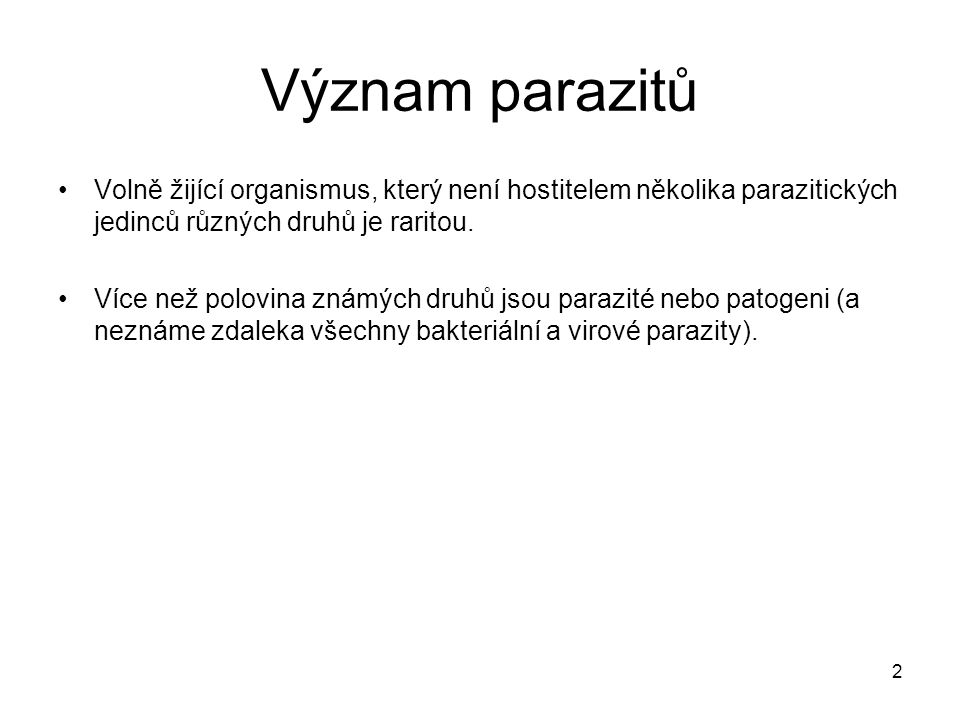 Význam parazitů
• Volně žijící organismus, který není hostitelem několika parazitických
jedinců různých druhů je raritou.
• Více než polovina známých druhů jsou parazité nebo patogeni (a
neznáme zdaleka všechny bakteriální a virové parazity).
2